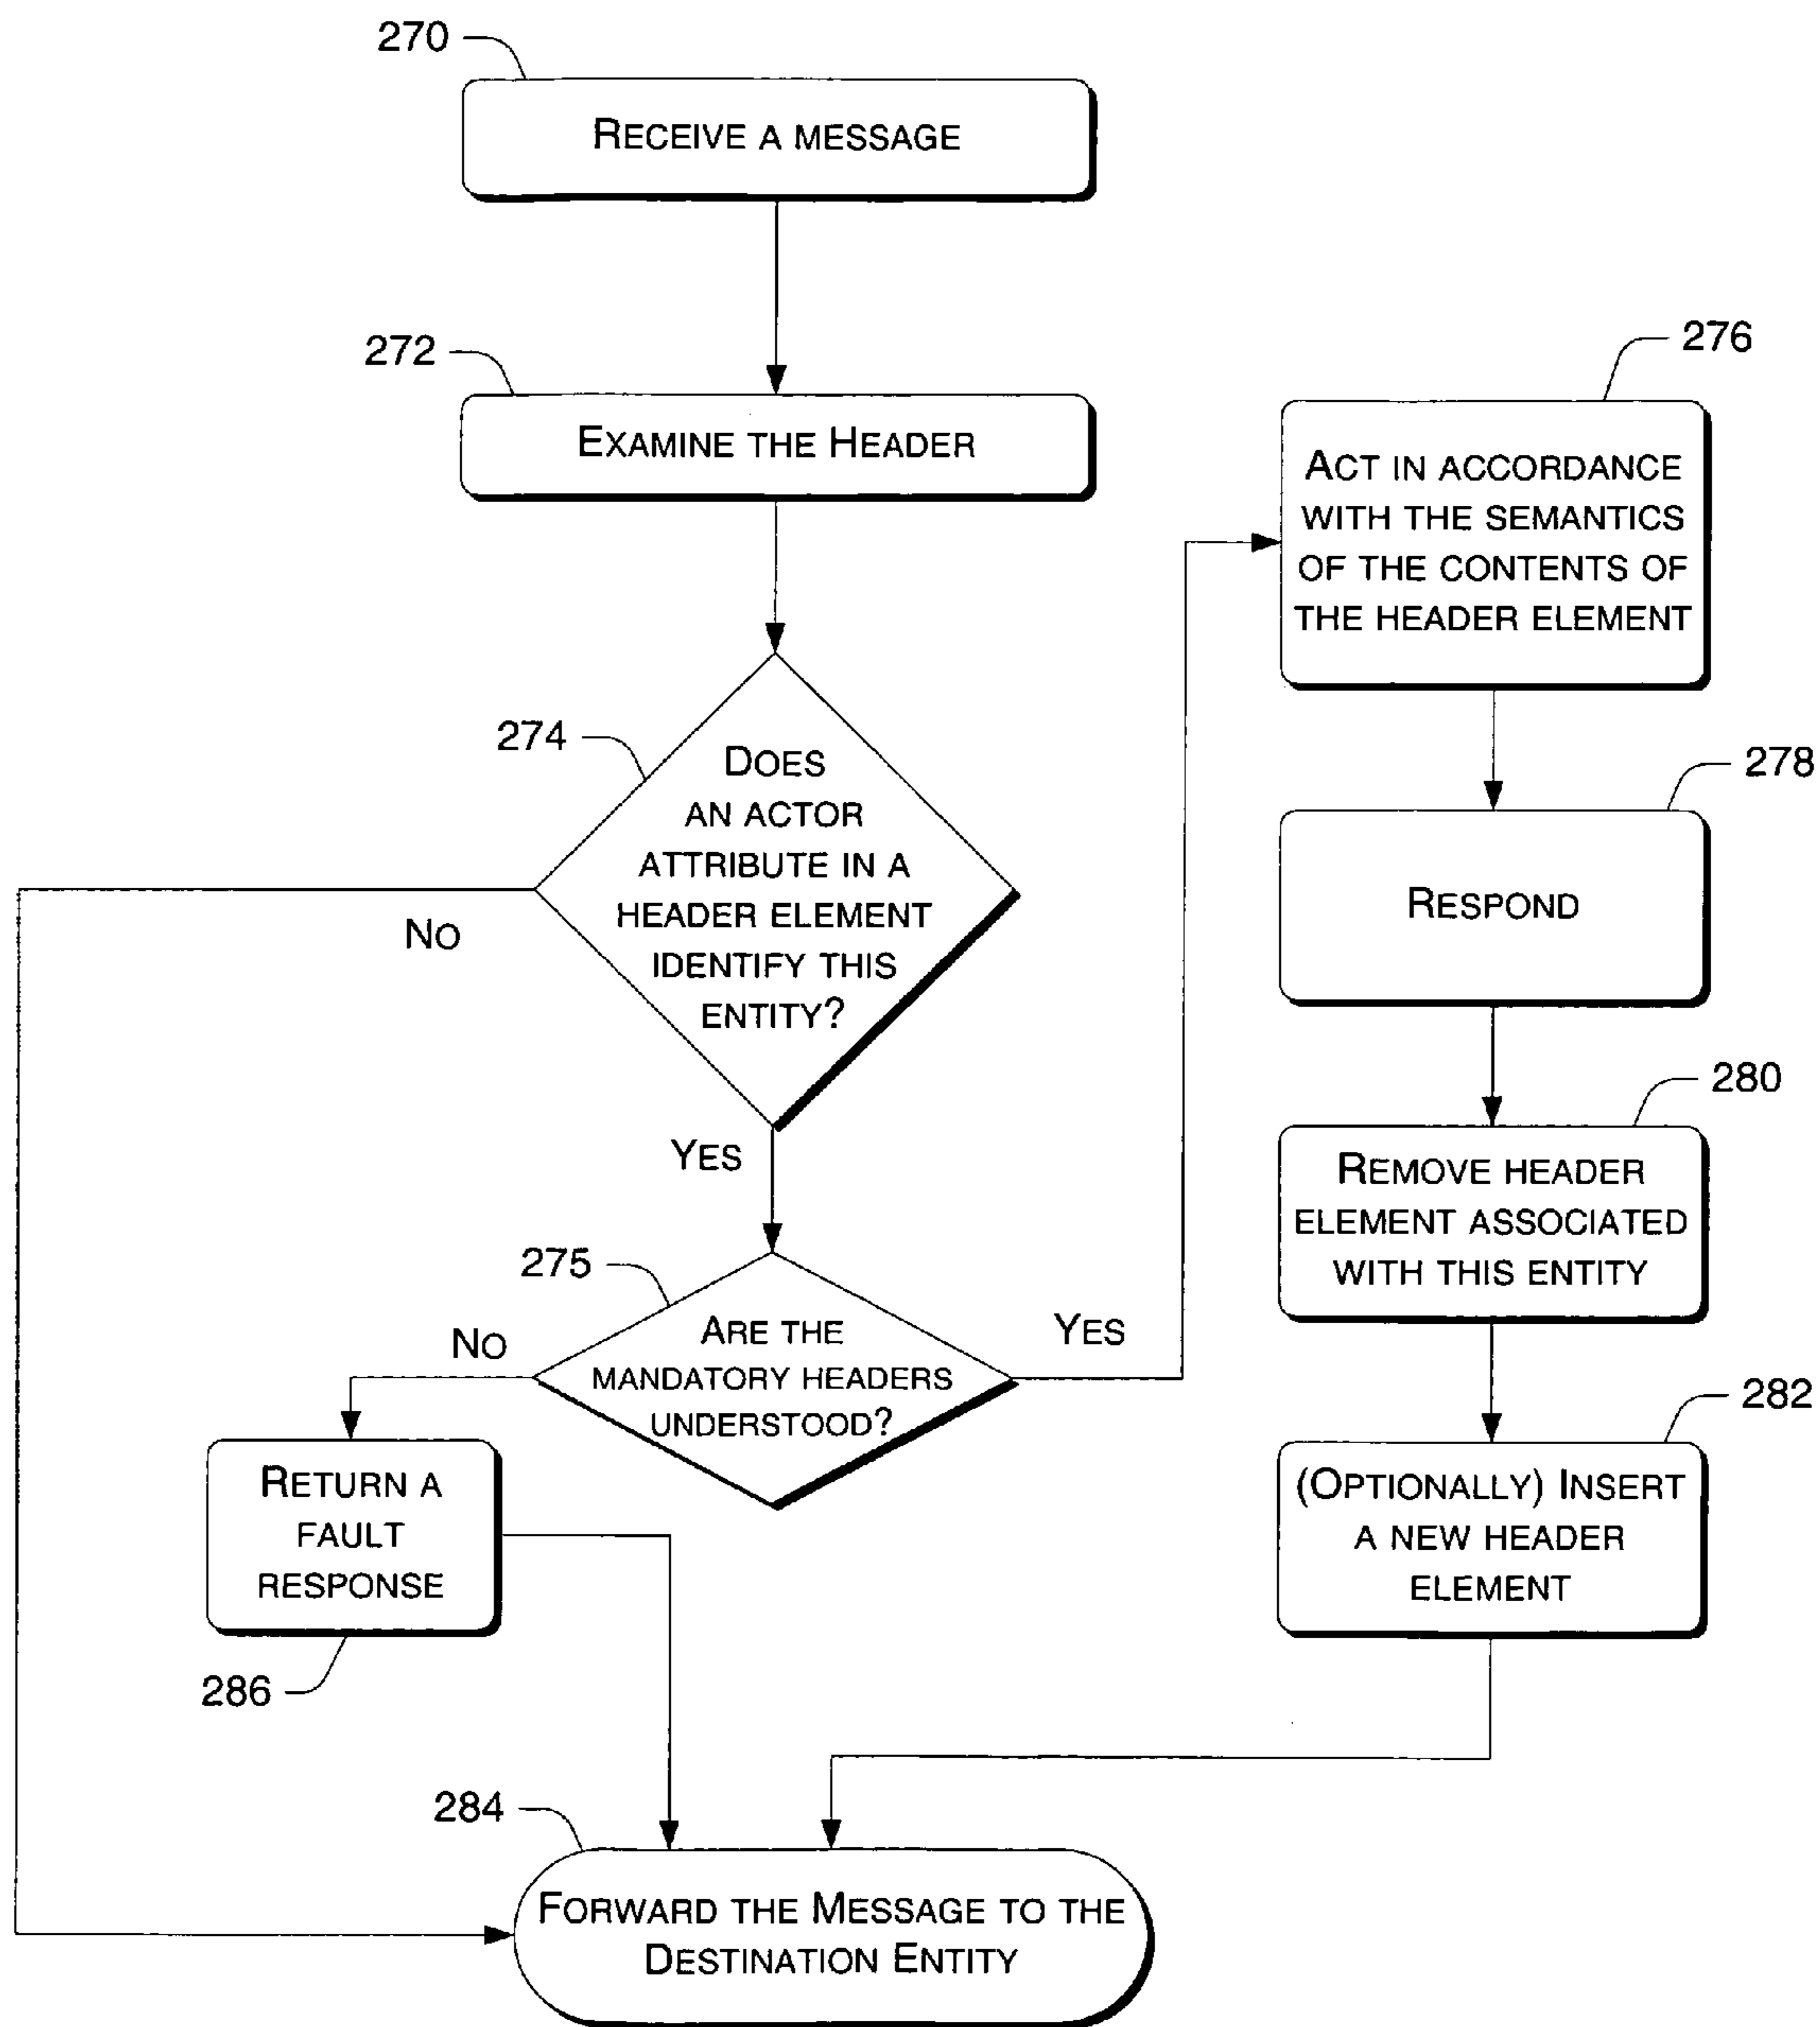 270
RECEIVE A MESSAGE
272
EXAMINE THE HEADER
274
DOES
AN ACTOR
ATTRIBUTE IN A
HEADER ELEMENT
IDENTIFY THIS
ENTITY?
NO
YES
275
ARE THE
MANDATORY HEADERS
UNDERSTOOD?
NO
YES
RETURN A
FAULT
RESPONSE
286
276
ACT IN ACCORDANCE
WITH THE SEMANTICS
OF THE CONTENTS OF
THE HEADER ELEMENT
278
RESPOND
280
REMOVE HEADER
ELEMENT ASSOCIATED
WITH THIS ENTITY
282
(OPTIONALLY) INSERT
A NEW HEADER
ELEMENT
284
FORWARD THE MESSAGE TO THE
DESTINATION ENTITY